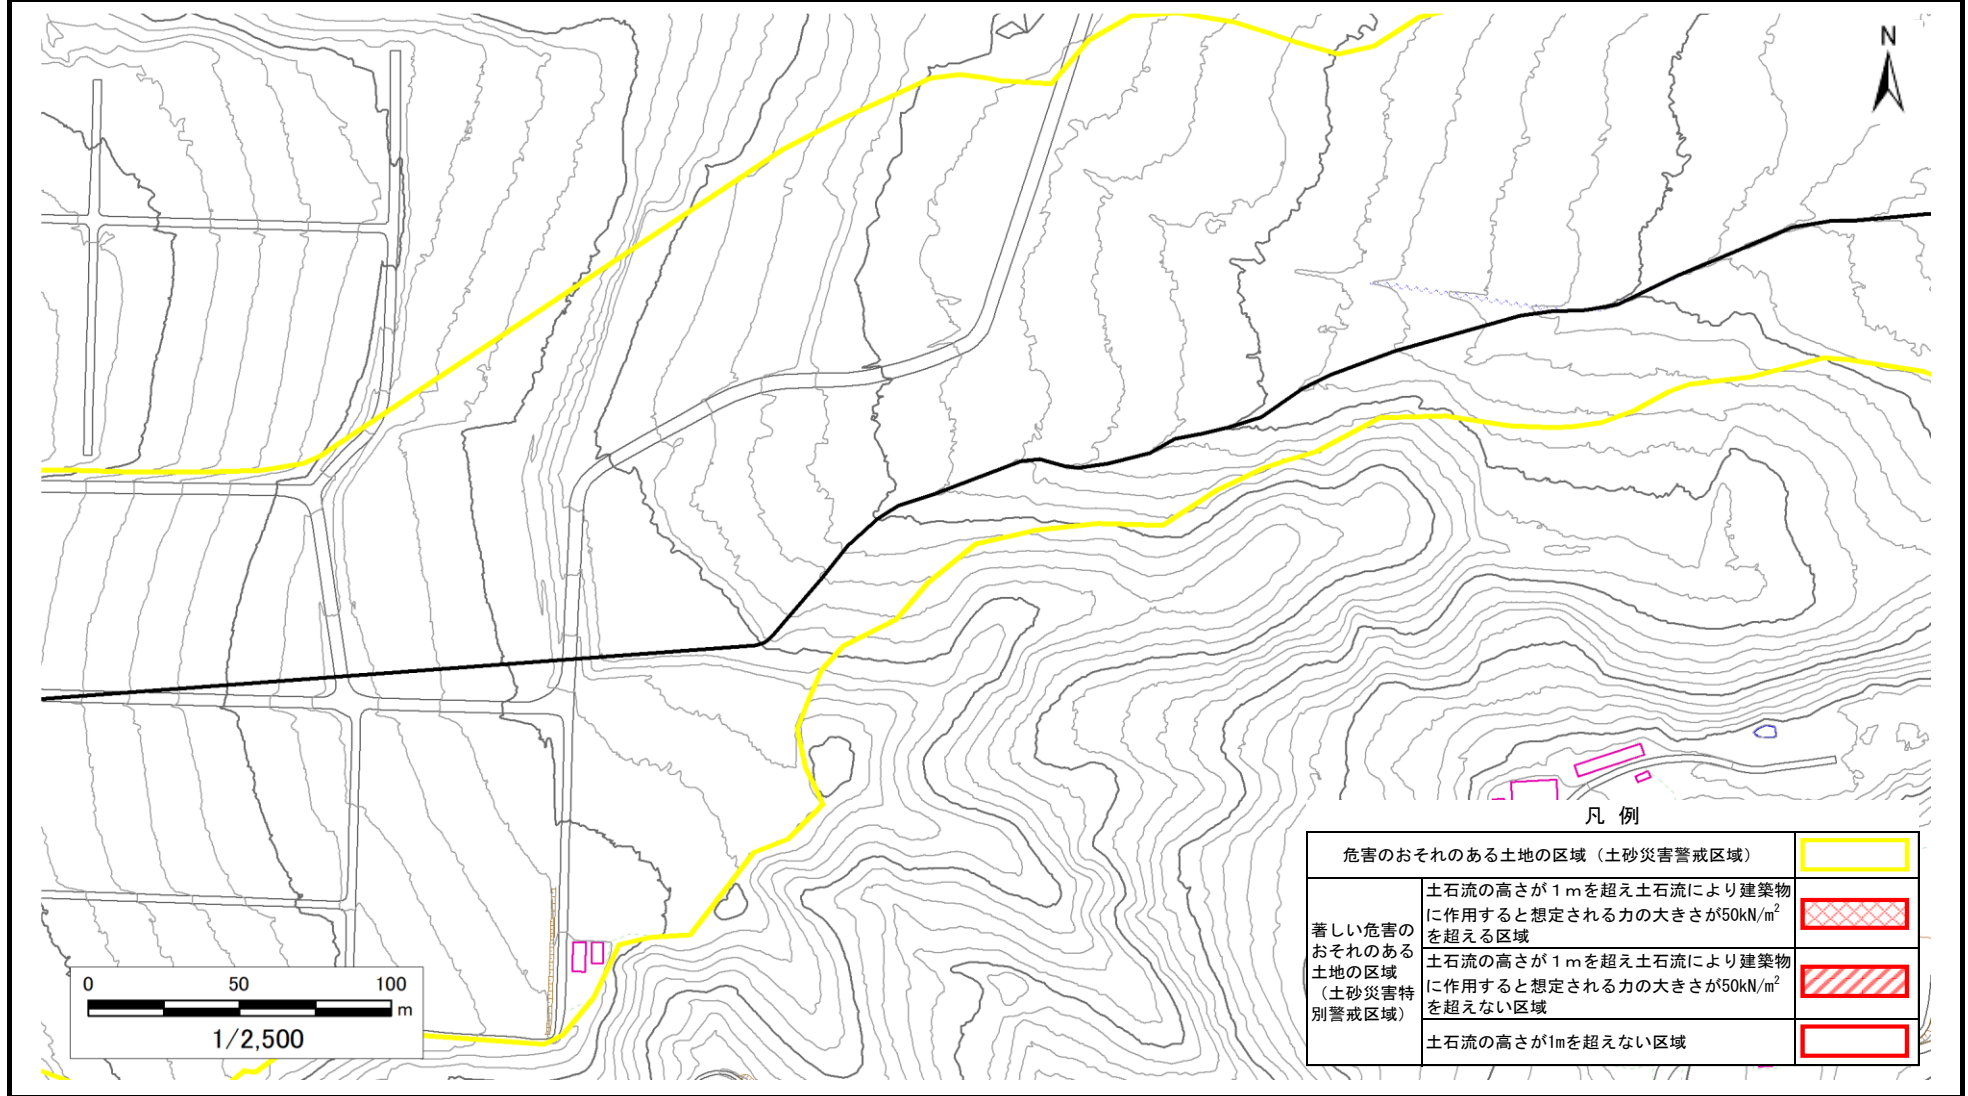 N
凡 例
危害のおそれのある土地の区域（土砂災害警戒区域）
著しい危害の
おそれのある
土地の区域
（土砂災害特
別警戒区域）
土石流の高さが１ｍを超え土石流により建築物
に作用すると想定される力の大きさが50kN/m²
を超える区域
土石流の高さが１ｍを超え土石流により建築物
に作用すると想定される力の大きさが50kN/m²
を超えない区域
土石流の高さが1mを超えない区域
0 50 100
m
1/2,500